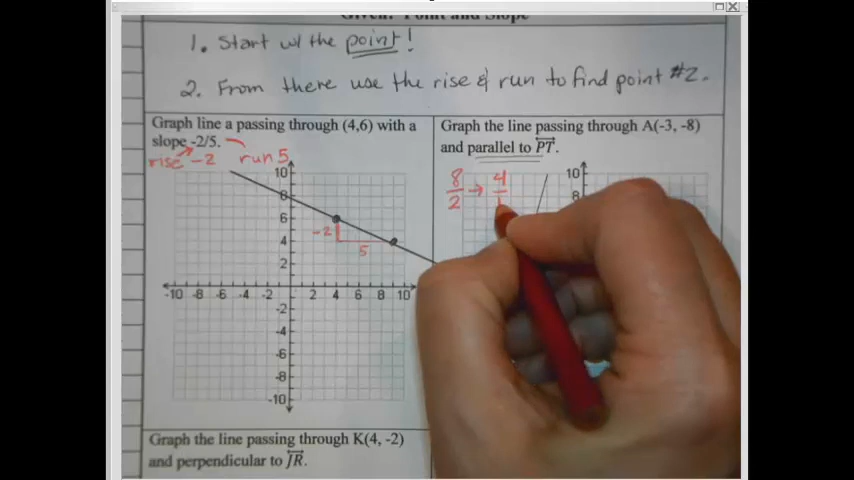 Given: Point and Slope
1. Start w/ the point!
2. From there use the rise & run to find point #2.
Graph line a passing through (4,6) with a
slope -2/5.
rise -2 run 5
10
8
6
4
2
-2
5
-10 -8 -6 -4 -2 2 4 6 8 10
-2
-4
-6
-8
-10
Graph the line passing through A(-3, -8)
and parallel to PT.
8/2 → 4/1
10
8
Graph the line passing through K(4, -2)
and perpendicular to JR.